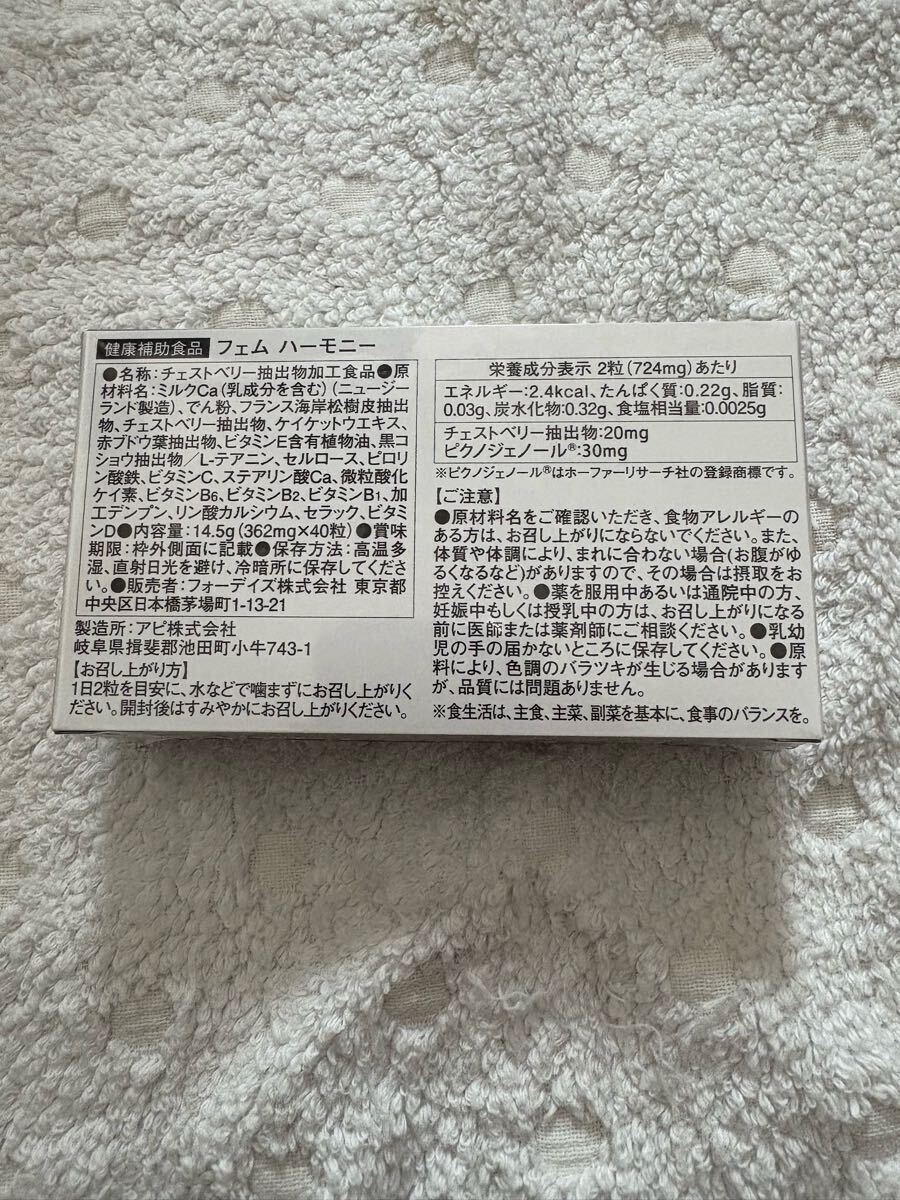 健康補助食品 フェム ハーモニー
●名称:チェストベリー抽出物加工食品●原
材料名:ミルクCa(乳成分を含む)(ニュージー
ランド製造)、でん粉、フランス海岸松樹皮抽出
物、チェストベリー抽出物、ケイケットウエキス、
赤ブドウ葉抽出物、ビタミンE含有植物油、黒コ
ショウ抽出物/L-テアニン、セルロース、ピロリン
酸鉄、ビタミンC、ステアリン酸Ca、微粒酸化
ケイ素、ビタミンB6、ビタミンB2、ビタミンB1、加
工デンプン、リン酸カルシウム、セラック、ビタミ
ンD●内容量:14.5g(362mg×40粒)●賞味
期限:枠外側面に記載●保存方法:高温多
湿、直射日光を避け、冷暗所に保存してくださ
い。●販売者:フォーデイズ株式会社 東京都
中央区日本橋茅場町1-13-21
製造所:アピ株式会社
岐阜県揖斐郡池田町小牛743-1
【お召し上がり方】
1日2粒を目安に、水などで噛まずにお召し上がりく
ださい。開封後はすみやかにお召し上がりください。
栄養成分表示 2粒(724mg)あたり
エネルギー:2.4kcal、たんぱく質:0.22g、脂質:
0.03g、炭水化物:0.32g、食塩相当量:0.0025g
チェストベリー抽出物:20mg
ピクノジェノール®:30mg
※ピクノジェノール®はホーファーリサーチ社の登録商標です。
【ご注意】
●原材料名をご確認いただき、食物アレルギーの
ある方は、お召し上がりにならないでください。また、
体質や体調により、まれに合わない場合(お腹がゆ
るくなるなど)がありますので、その場合は摂取をお
控えください。●薬を服用中あるいは通院中の方、
妊娠中もしくは授乳中の方は、お召し上がりになる
前に医師または薬剤師にご相談ください。●乳幼
児の手の届かないところに保存してください。●原
料により、色調のバラツキが生じる場合があります
が、品質には問題ありません。
※食生活は、主食、主菜、副菜を基本に、食事のバランスを。